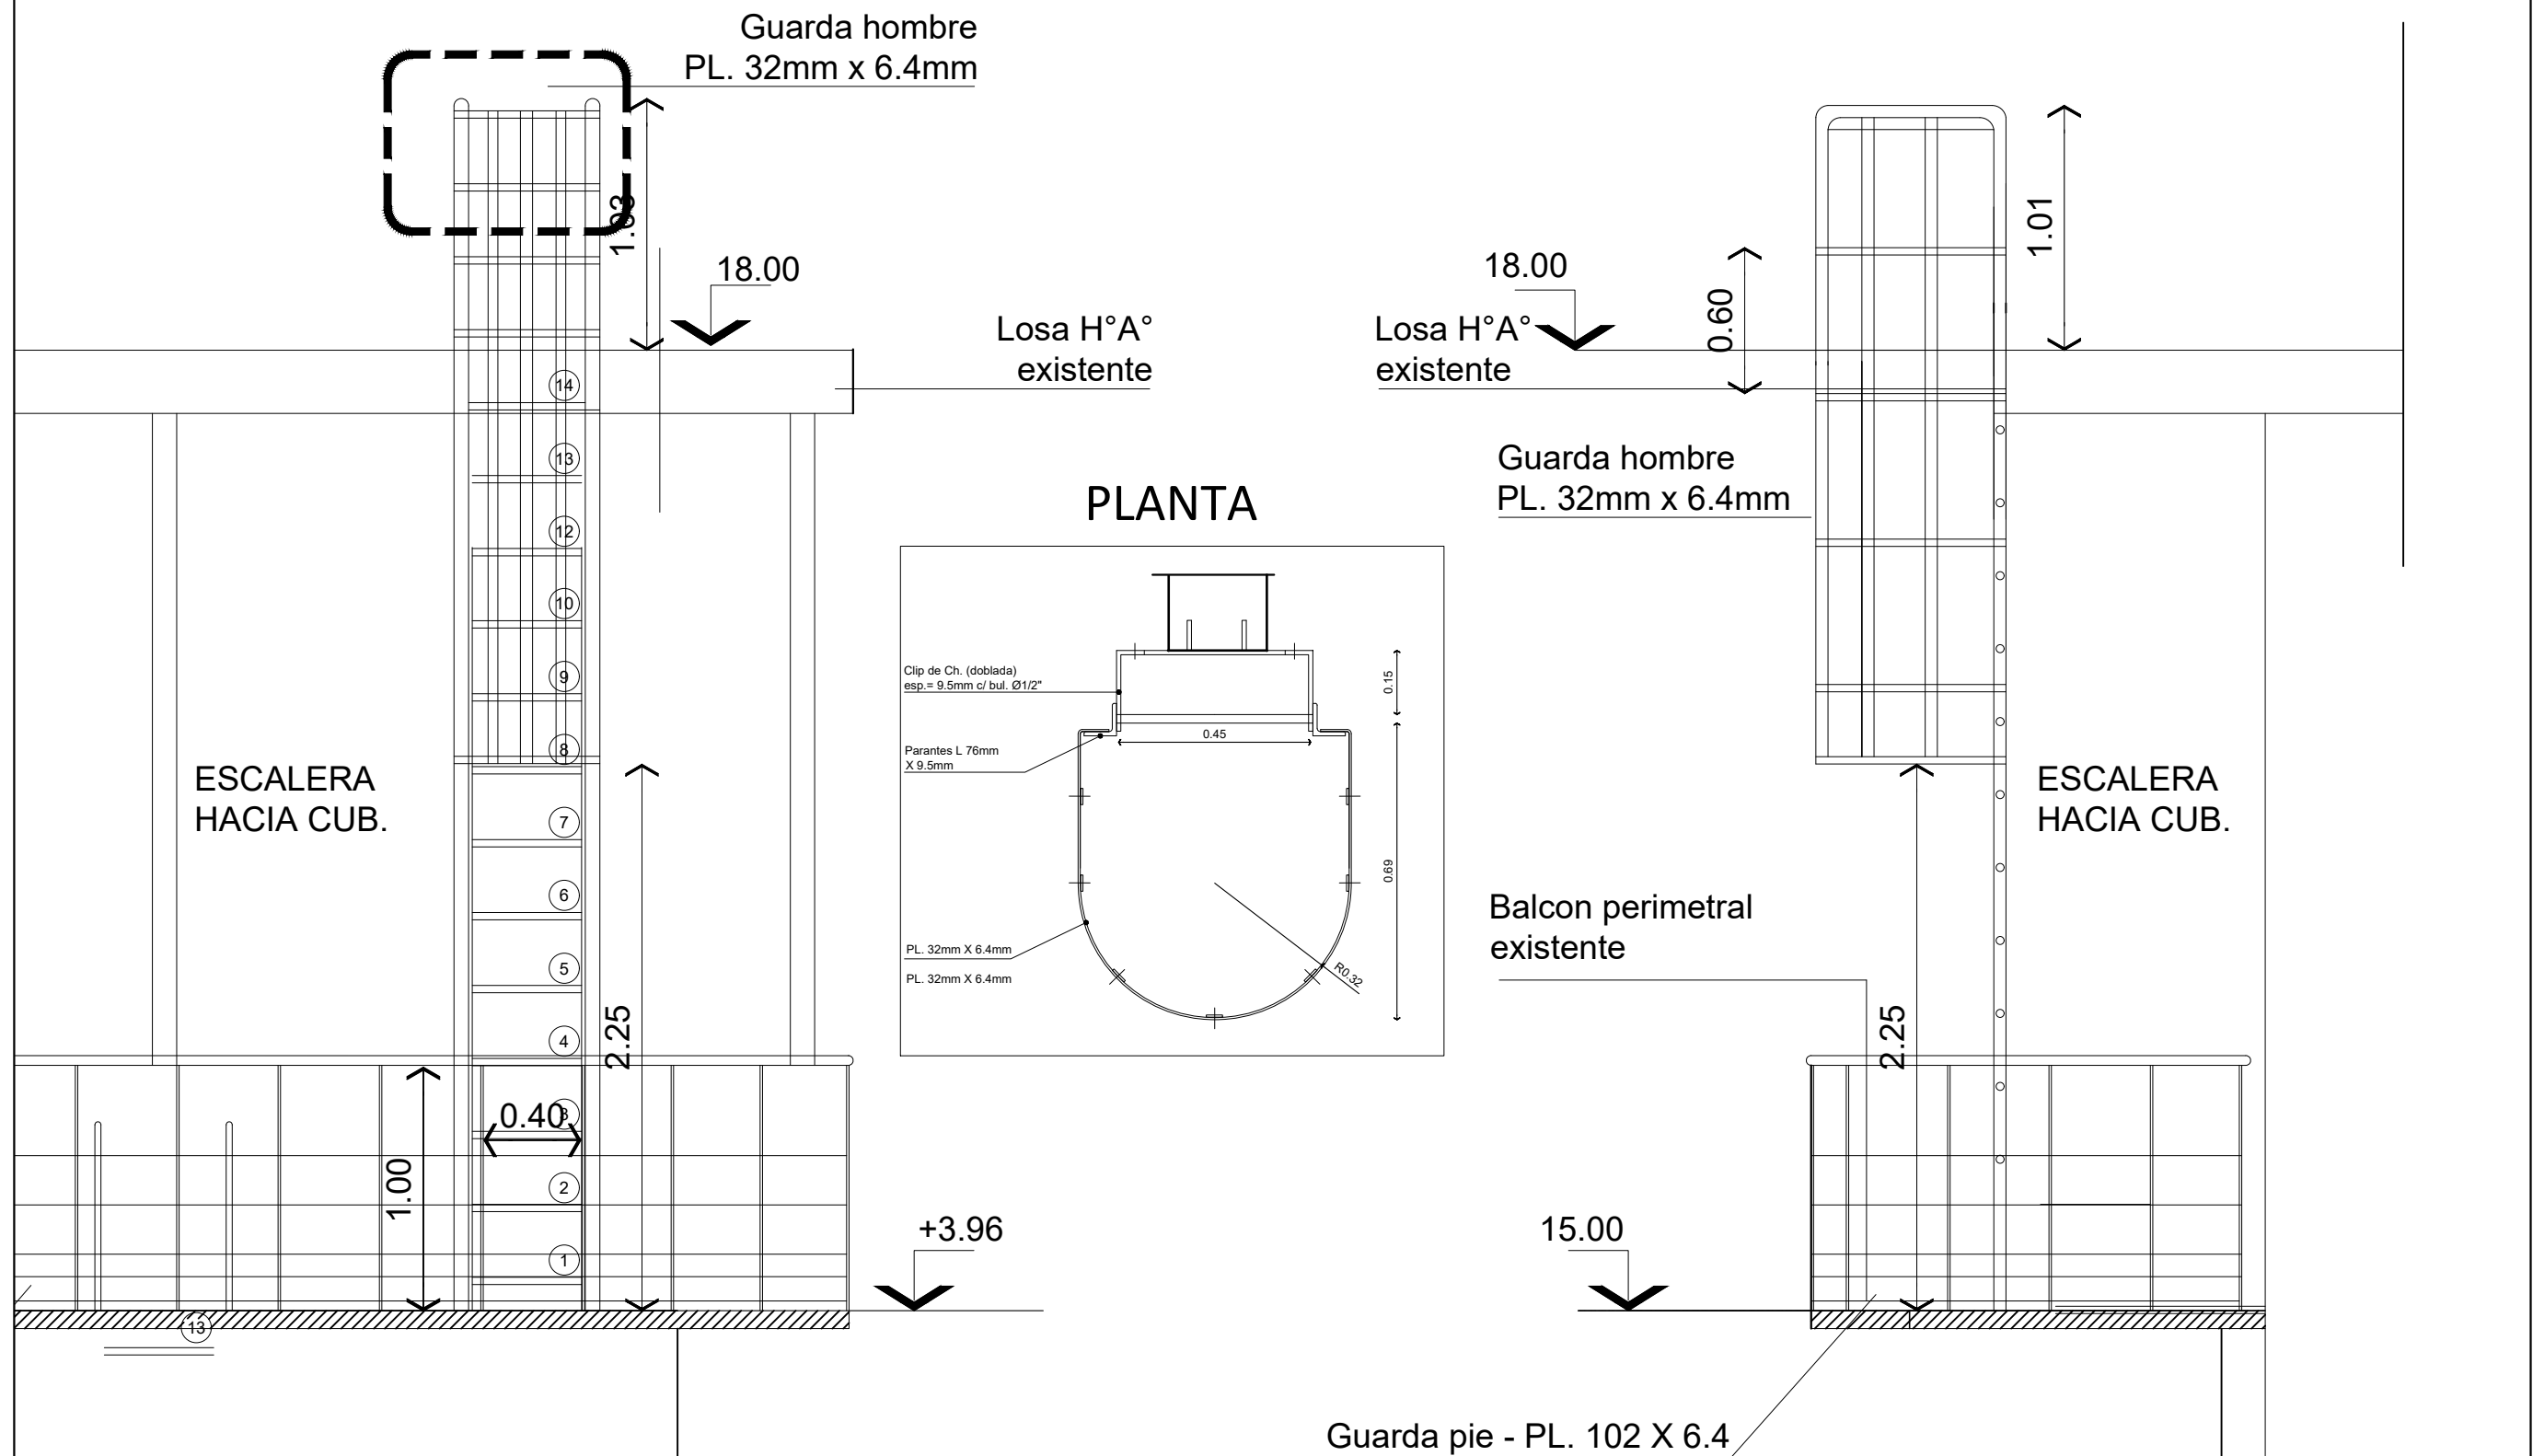 Guarda hombre
PL. 32mm x 6.4mm
1.03
18.00
Losa H°A°
existente
14
13
12
10
9
8
7
6
5
4
3
2
1
ESCALERA
HACIA CUB.
2.25
0.40
1.00
+3.96
13
PLANTA
Clip de Ch. (doblada)
esp.= 9.5mm c/ bul. Ø1/2"
Parantes L 76mm
X 9.5mm
PL. 32mm X 6.4mm
PL. 32mm X 6.4mm
0.45
0.15
0.69
R0.32
18.00
Losa H°A°
existente
0.60
1.01
Guarda hombre
PL. 32mm x 6.4mm
ESCALERA
HACIA CUB.
Balcon perimetral
existente
2.25
15.00
Guarda pie - PL. 102 X 6.4